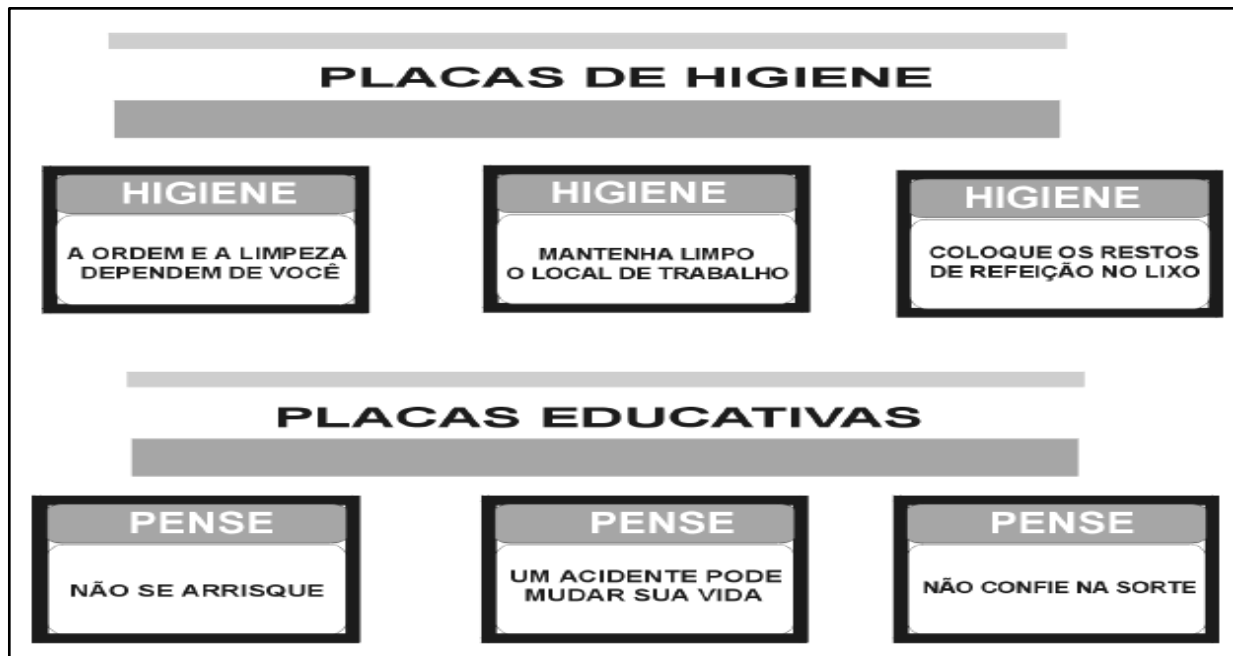 PLACAS DE HIGIENE
HIGIENE
A ORDEM E A LIMPEZA
DEPENDEM DE VOCÊ
HIGIENE
MANTENHA LIMPO
O LOCAL DE TRABALHO
HIGIENE
COLOQUE OS RESTOS
DE REFEIÇÃO NO LIXO
PLACAS EDUCATIVAS
PENSE
NÃO SE ARRISQUE
PENSE
UM ACIDENTE PODE
MUDAR SUA VIDA
PENSE
NÃO CONFIE NA SORTE